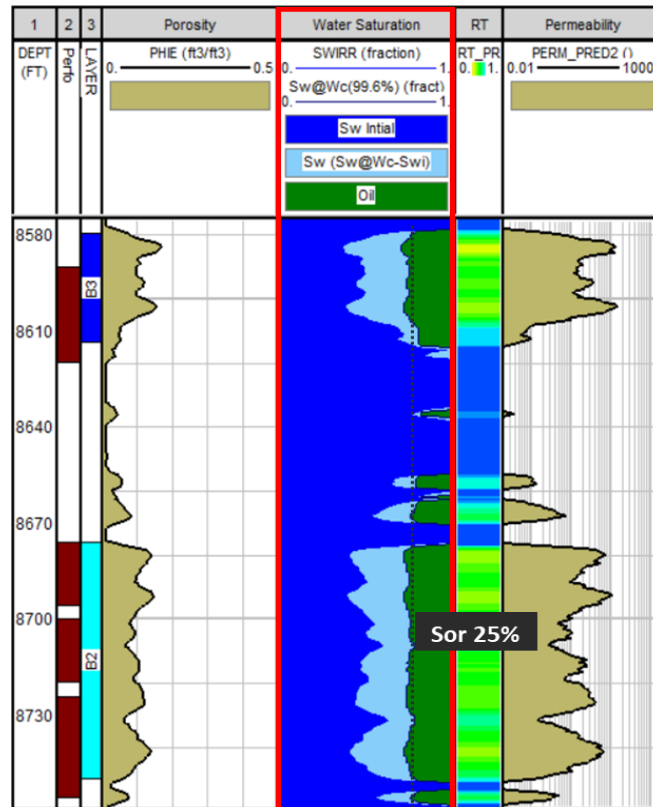 1 2 3 Porosity Water Saturation RT Permeability
DEPT (FT) Perfo LAYER PHIE (ft3/ft3) SWIRR (fraction) RT_PR PERM_PRED2 ()
0. 0.5 0. 1. 0. 1. 0.01 1000
Sw@Wc(99.6%) (fract)
0. 1.
Sw Intial
Sw (Sw@Wc-Swi)
Oil
8580
B3
8610
8640
8670
8700
Sor 25%
B2
8730